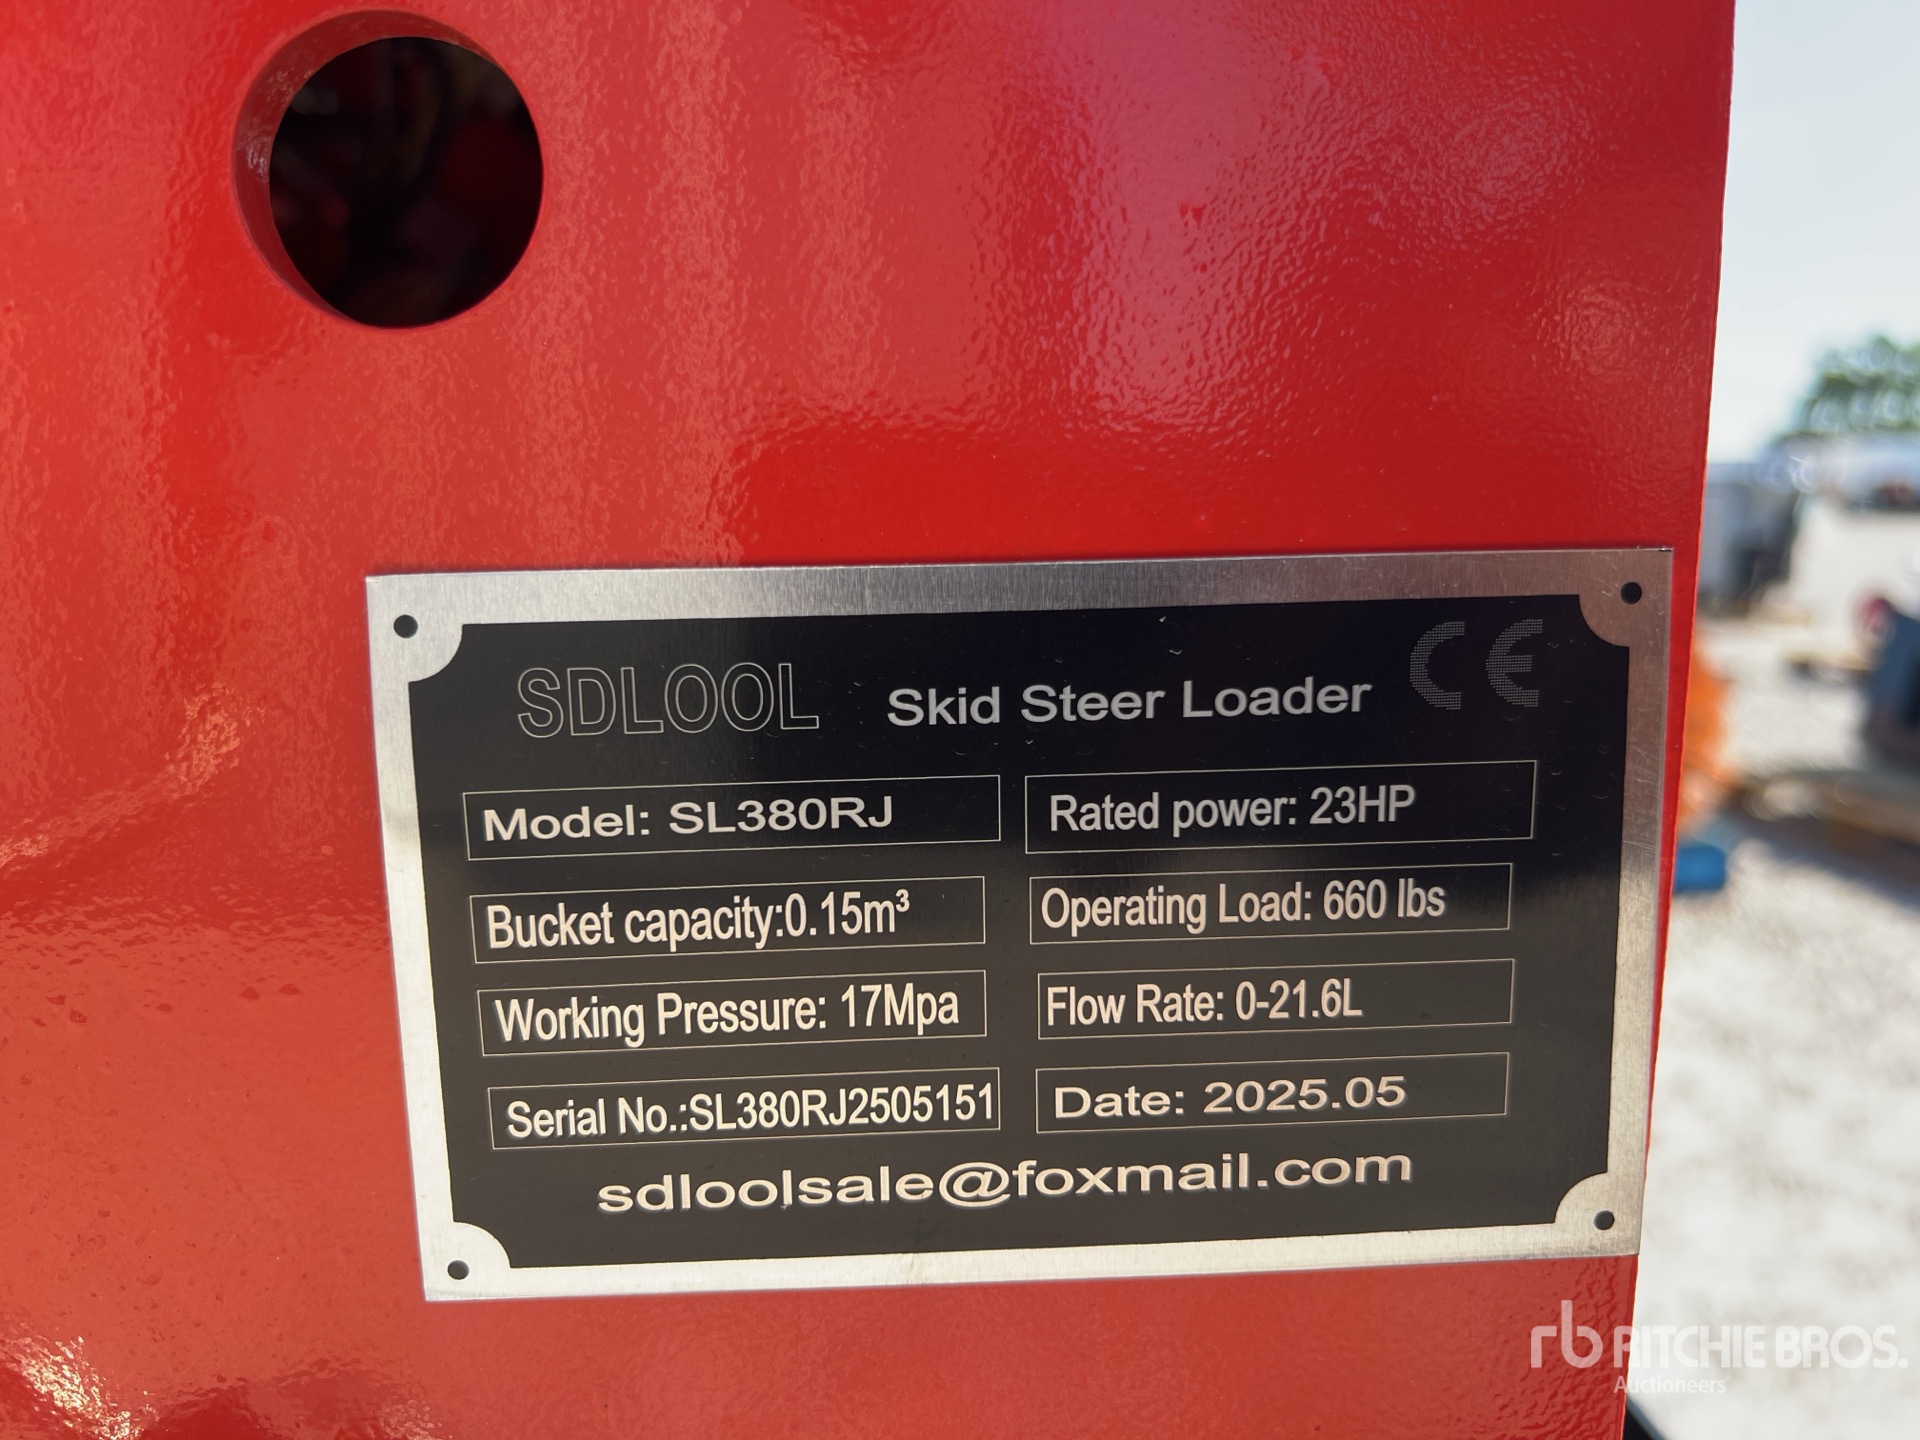 SDLOOL Skid Steer Loader CE
Model: SL380RJ Rated power: 23HP
Bucket capacity:0.15m³ Operating Load: 660 lbs
Working Pressure: 17Mpa Flow Rate: 0-21.6L
Serial No.:SL380RJ2505151 Date: 2025.05
sdloolsale@foxmail.com
rb RITCHIE BROS.
Auctioneers